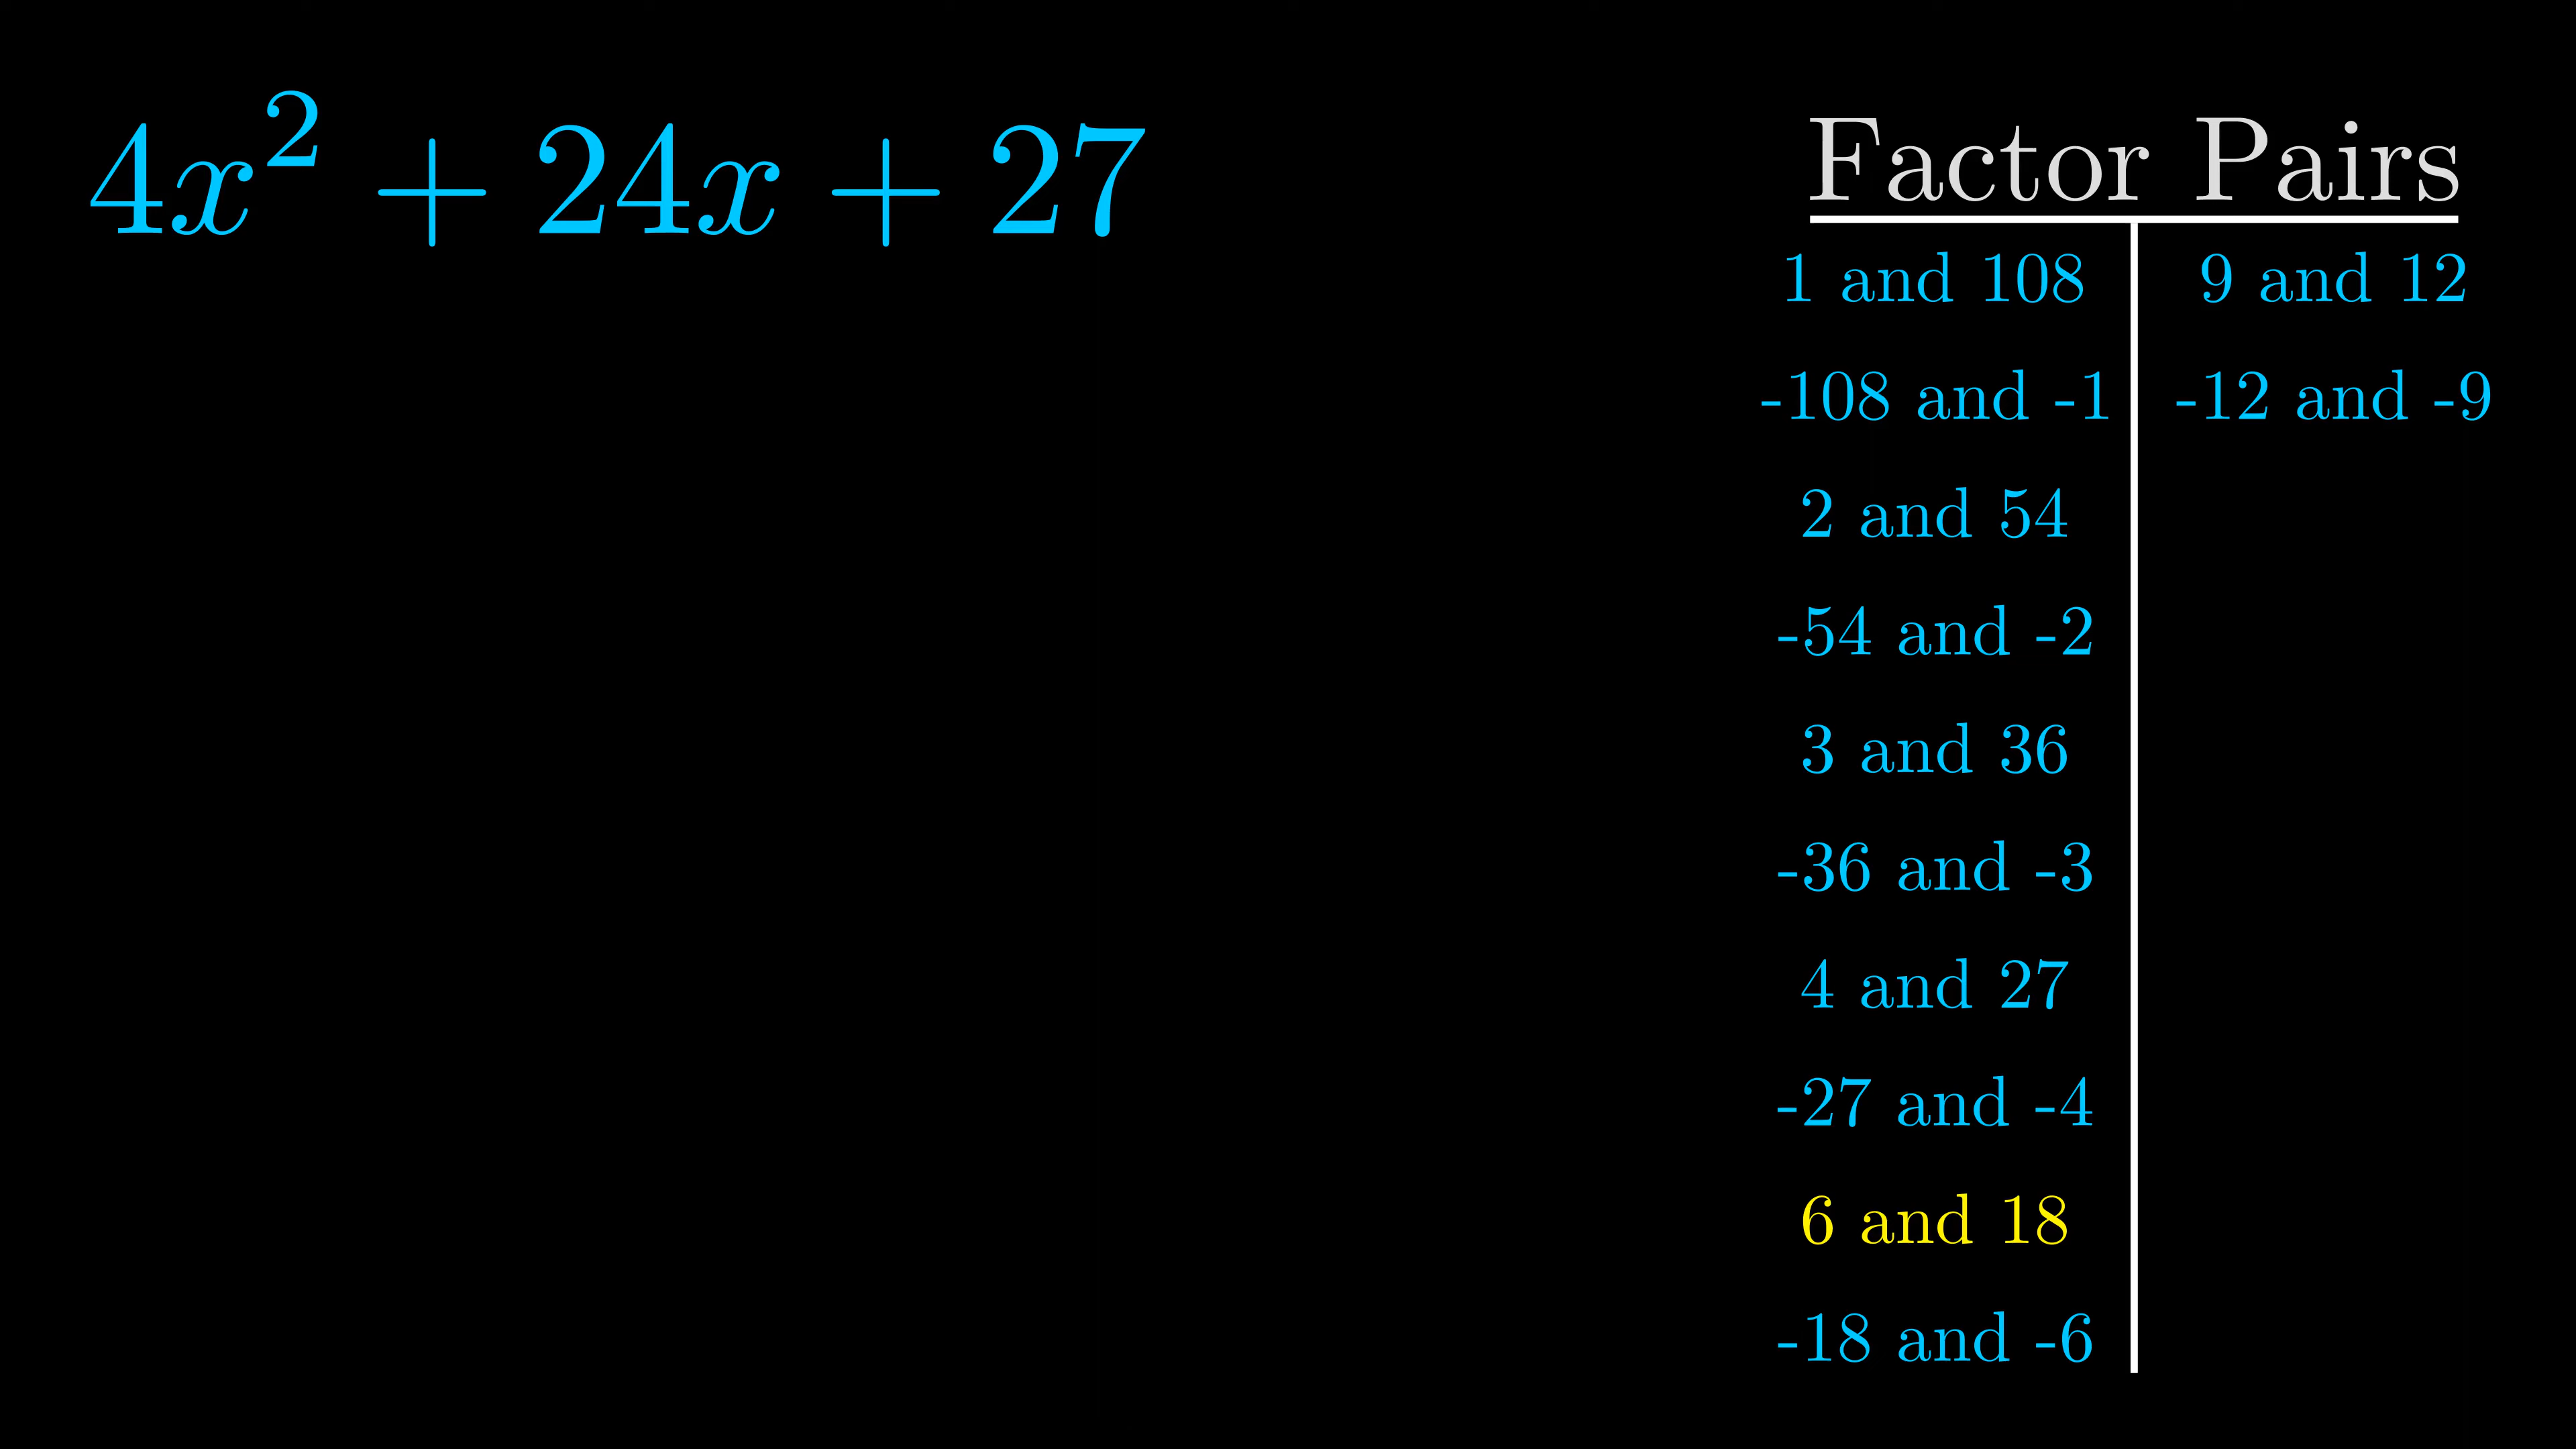 4x² + 24x + 27
Factor Pairs
1 and 108
-108 and -1
2 and 54
-54 and -2
3 and 36
-36 and -3
4 and 27
-27 and -4
6 and 18
-18 and -6
9 and 12
-12 and -9